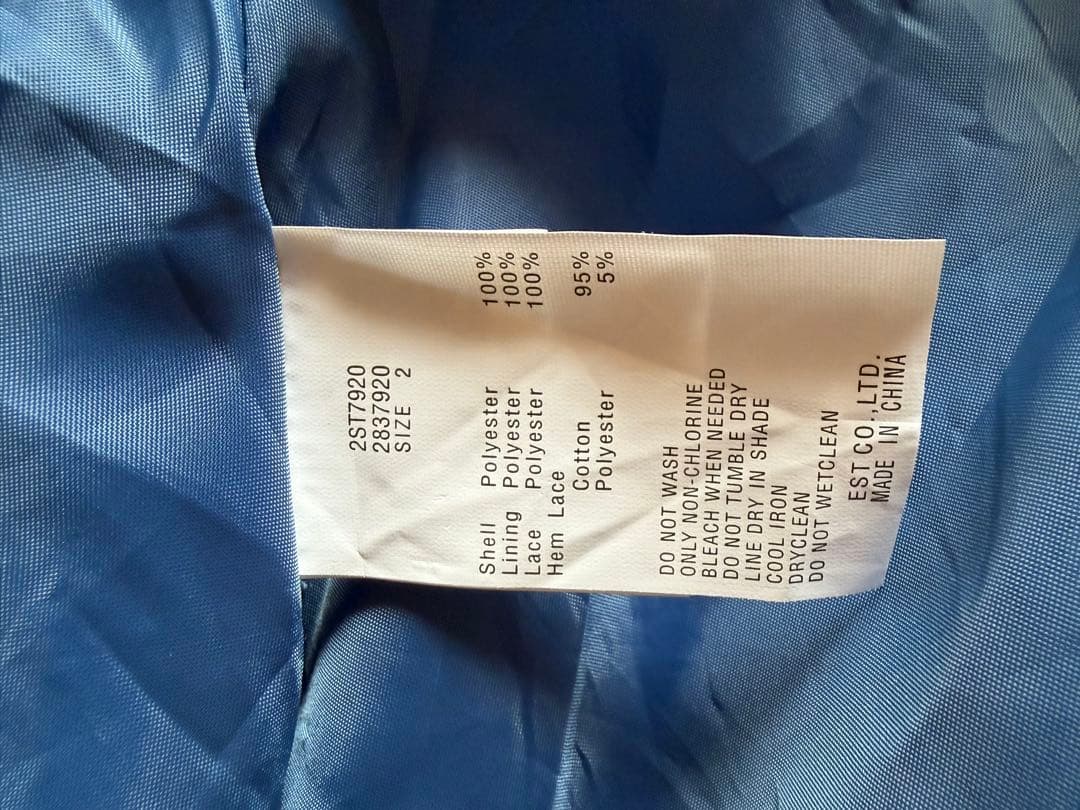 2ST7920
2837920
SIZE 2
Shell Polyester 100%
Lining Polyester 100%
Lace Polyester 100%
Hem Lace
Cotton 95%
Polyester 5%
DO NOT WASH
ONLY NON-CHLORINE
BLEACH WHEN NEEDED
DO NOT TUMBLE DRY
LINE DRY IN SHADE
COOL IRON
DRYCLEAN
DO NOT WETCLEAN
EST CO.,LTD.
MADE IN CHINA